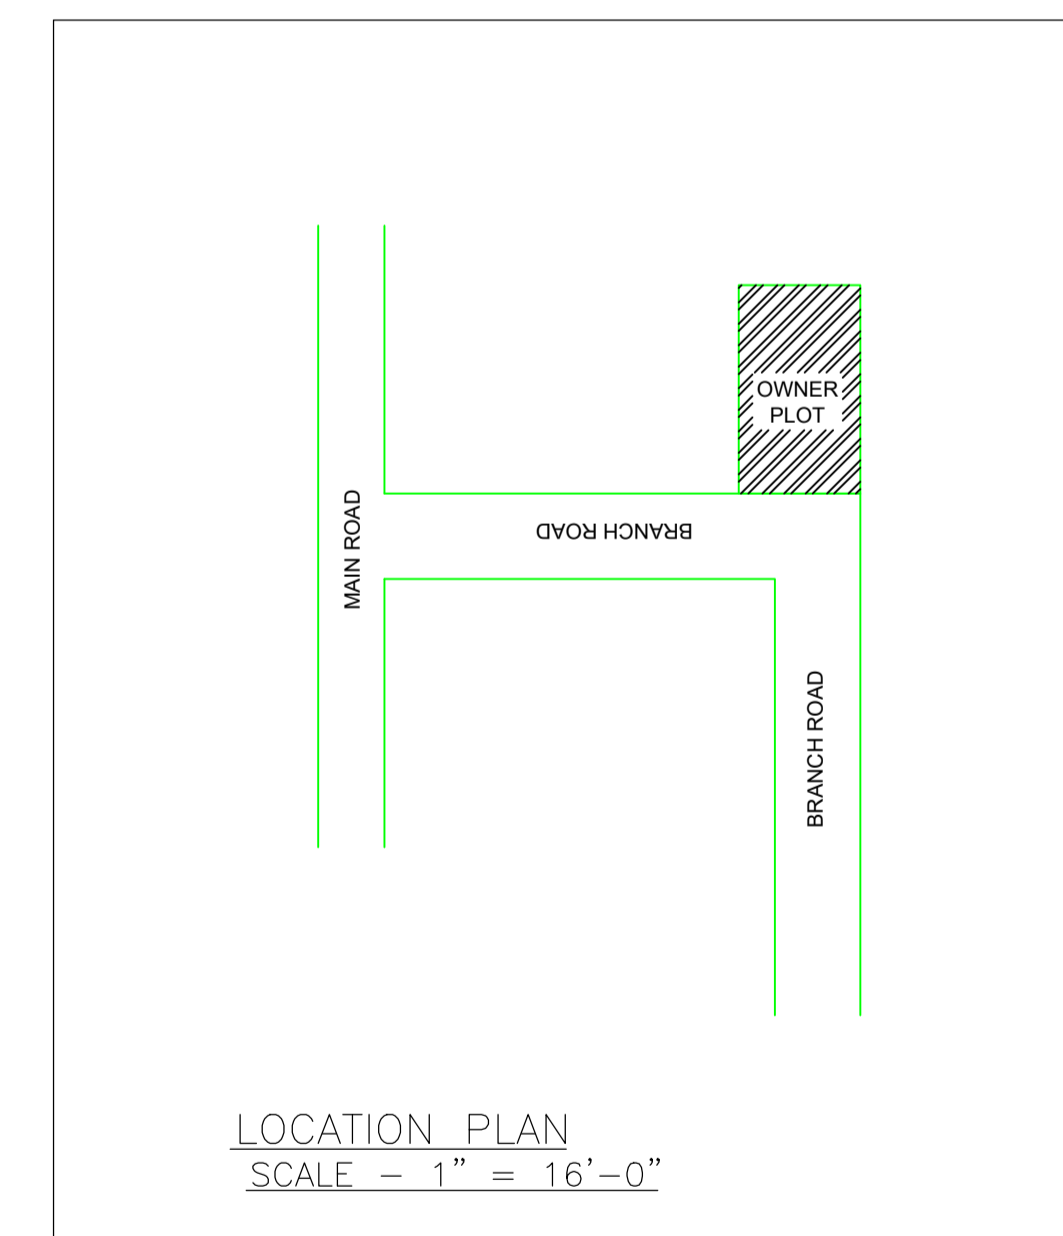 OWNER
PLOT
MAIN ROAD
BRANCH ROAD
BRANCH ROAD
LOCATION PLAN
SCALE - 1” = 16’-0”